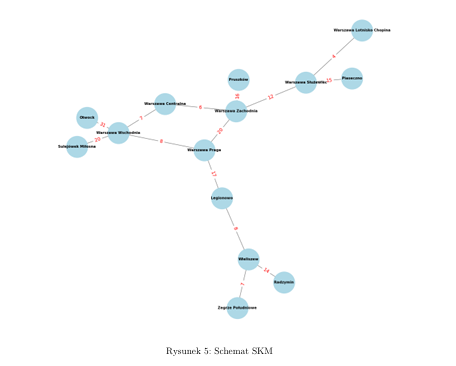 Warszawa Lotnisko Chopina
4
Pruszków
Warszawa Służewiec
15
Piaseczno
16
12
Warszawa Centralna
6
Warszawa Zachodnia
Otwock
7
Warszawa Wschodnia
20
Sulejówek Miłosna
20
8
Warszawa Praga
17
Legionowo
9
Wieliszew
14
Radzymin
7
Zegrze Południowe
Rysunek 5: Schemat SKM